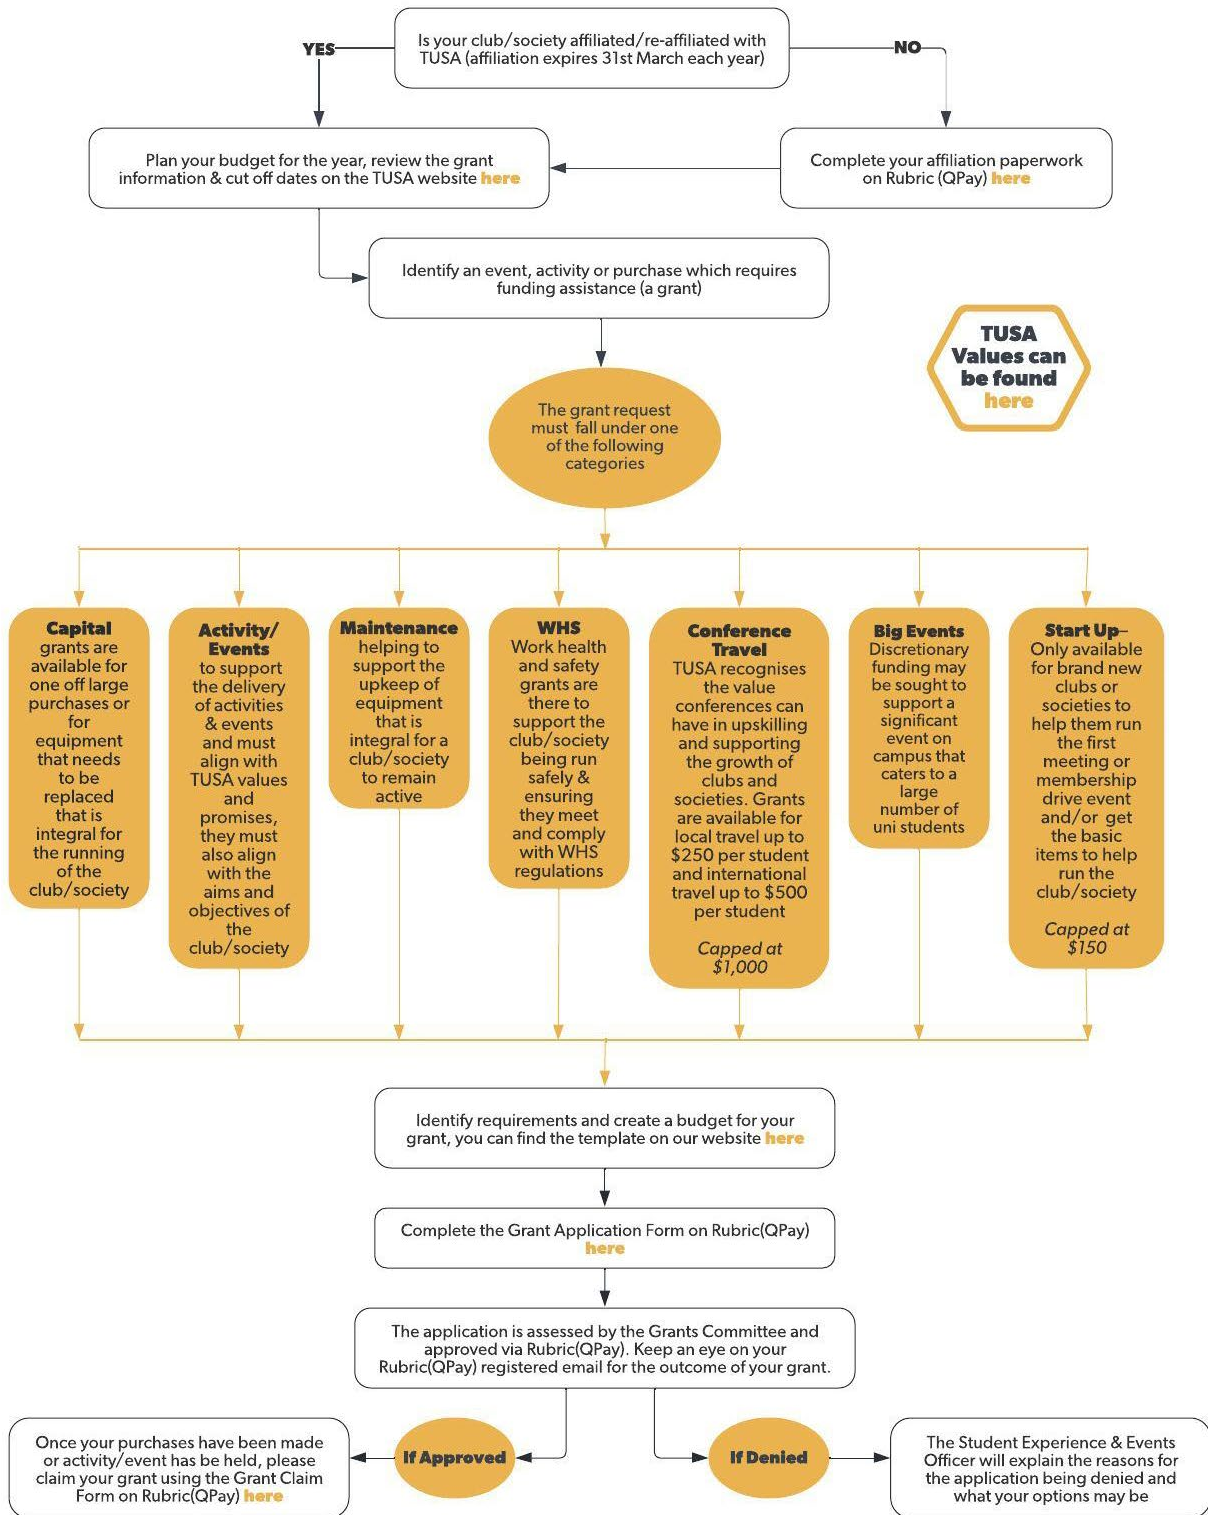 Is your club/society affiliated/re-affiliated with
TUSA (affiliation expires 31st March each year)
YES
NO
Plan your budget for the year, review the grant
information & cut off dates on the TUSA website here
Complete your affiliation paperwork
on Rubric (QPay) here
Identify an event, activity or purchase which requires
funding assistance (a grant)
TUSA
Values can
be found
here
The grant request
must fall under one
of the following
categories
Capital
grants are
available for
one off large
purchases or
for
equipment
that needs
to be
replaced
that is
integral for
the running
of the
club/society
Activity/
Events
to support
the delivery
of activities
& events
and must
align with
TUSA values
and
promises,
they must
also align
with the
aims and
objectives of
the
club/society
Maintenance
helping to
support the
upkeep of
equipment
that is
integral for a
club/society
to remain
active
WHS
Work health
and safety
grants are
there to
support the
club/society
being run
safely &
ensuring
they meet
and comply
with WHS
regulations
Conference
Travel
TUSA recognises
the value
conferences can
have in upskilling
and supporting
the growth of
clubs and
societies. Grants
are available for
local travel up to
$250 per student
and international
travel up to $500
per student
Capped at
$1,000
Big Events
Discretionary
funding may
be sought to
support a
significant
event on
campus that
caters to a
large
number of
uni students
Start Up–
Only available
for brand new
clubs or
societies to
help them run
the first
meeting or
membership
drive event
and/or get
the basic
items to help
run the
club/society
Capped at
$150
Identify requirements and create a budget for your
grant, you can find the template on our website here
Complete the Grant Application Form on Rubric(QPay)
here
The application is assessed by the Grants Committee and
approved via Rubric(QPay). Keep an eye on your
Rubric(QPay) registered email for the outcome of your grant.
If Approved
If Denied
Once your purchases have been made
or activity/event has be held, please
claim your grant using the Grant Claim
Form on Rubric(QPay) here
The Student Experience & Events
Officer will explain the reasons for
the application being denied and
what your options may be